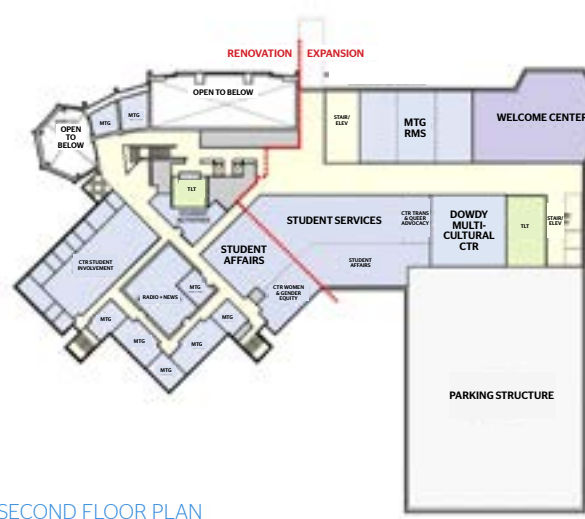 RENOVATION EXPANSION
OPEN TO BELOW
MTG
MTG
OPEN
TO
BELOW
STAIR/
ELEV
MTG
RMS
WELCOME CENTER
TLT
STUDENT SERVICES
CTR TRANS
& QUEER
ADVOCACY
DOWDY
MULTI-
CULTURAL
CTR
TLT
STAIR/
ELEV
STUDENT
AFFAIRS
STUDENT
AFFAIRS
CTR STUDENT
INVOLVEMENT
RADIO + NEWS
MTG
CTR WOMEN
& GENDER
EQUITY
MTG
MTG
MTG
MTG
MTG
PARKING STRUCTURE
SECOND FLOOR PLAN